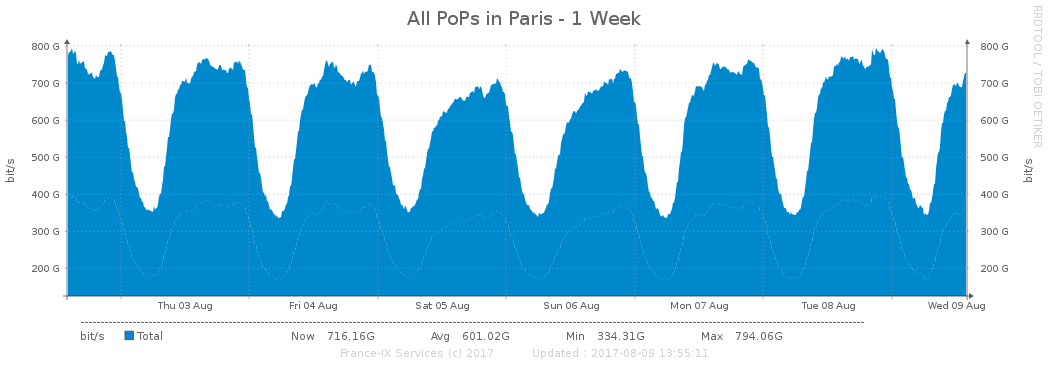 All PoPs in Paris - 1 Week
RRDTOOL / TOBI OETIKER
bit/s
800 G
700 G
600 G
500 G
400 G
300 G
200 G
800 G
700 G
600 G
500 G
400 G
300 G
200 G
bit/s
Thu 03 Aug Fri 04 Aug Sat 05 Aug Sun 06 Aug Mon 07 Aug Tue 08 Aug Wed 09 Aug
bit/s Total Now 716.16G Avg 601.02G Min 334.31G Max 794.06G
France-IX Services (c) 2017 Updated : 2017-08-09 13:55:11